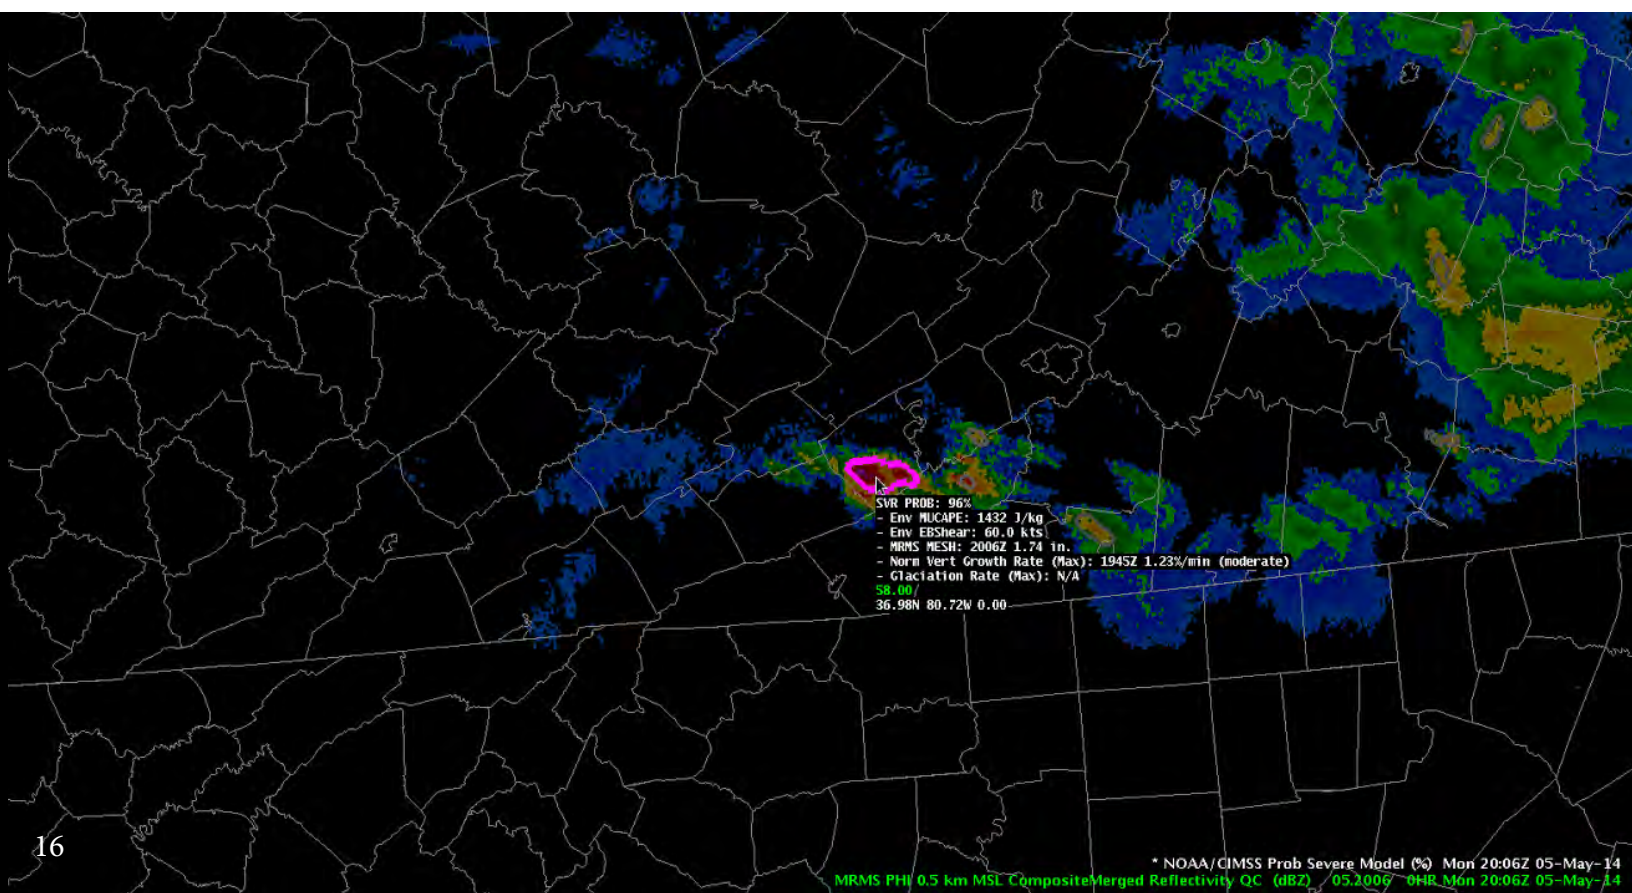 SVR PROB: 96%
- Env MUCAPE: 1432 J/kg
- Env EBShear: 60.0 kts
- MRMS MESH: 2006Z 1.74 in.
- Norm Vert Growth Rate (Max): 1945Z 1.23%/min (moderate)
- Glaciation Rate (Max): N/A
58.00
36.98N 80.72W 0.00
16
* NOAA/CIMSS Prob Severe Model (%) Mon 20:06Z 05-May-14
MRMS PHI 0.5 km MSL CompositeMerged Reflectivity QC (dBZ) 05.2006 0HR Mon 20:06Z 05-May-14